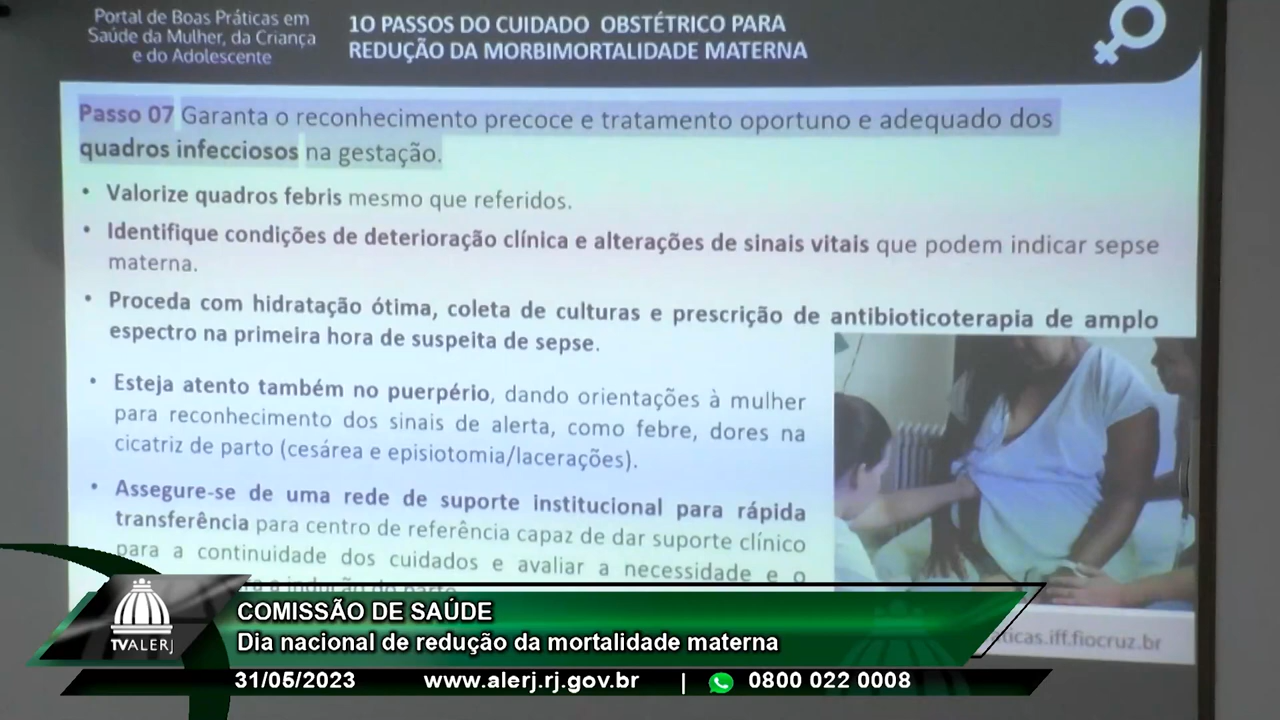 Portal de Boas Práticas em
Saúde da Mulher, da Criança
e do Adolescente
10 PASSOS DO CUIDADO OBSTÉTRICO PARA
REDUÇÃO DA MORBIMORTALIDADE MATERNA
Passo 07 Garanta o reconhecimento precoce e tratamento oportuno e adequado dos
quadros infecciosos na gestação.
• Valorize quadros febris mesmo que referidos.
• Identifique condições de deterioração clínica e alterações de sinais vitais que podem indicar sepse
materna.
• Proceda com hidratação ótima, coleta de culturas e prescrição de antibioticoterapia de amplo
espectro na primeira hora de suspeita de sepse.
• Esteja atento também no puerpério, dando orientações à mulher
para reconhecimento dos sinais de alerta, como febre, dores na
cicatriz de parto (cesárea e episiotomia/lacerações).
• Assegure-se de uma rede de suporte institucional para rápida
transferência para centro de referência capaz de dar suporte clínico
para a continuidade dos cuidados e avaliar a necessidade e o
ticas.iff.fiocruz.br
TVALERJ
COMISSÃO DE SAÚDE
Dia nacional de redução da mortalidade materna
31/05/2023 www.alerj.rj.gov.br | 0800 022 0008